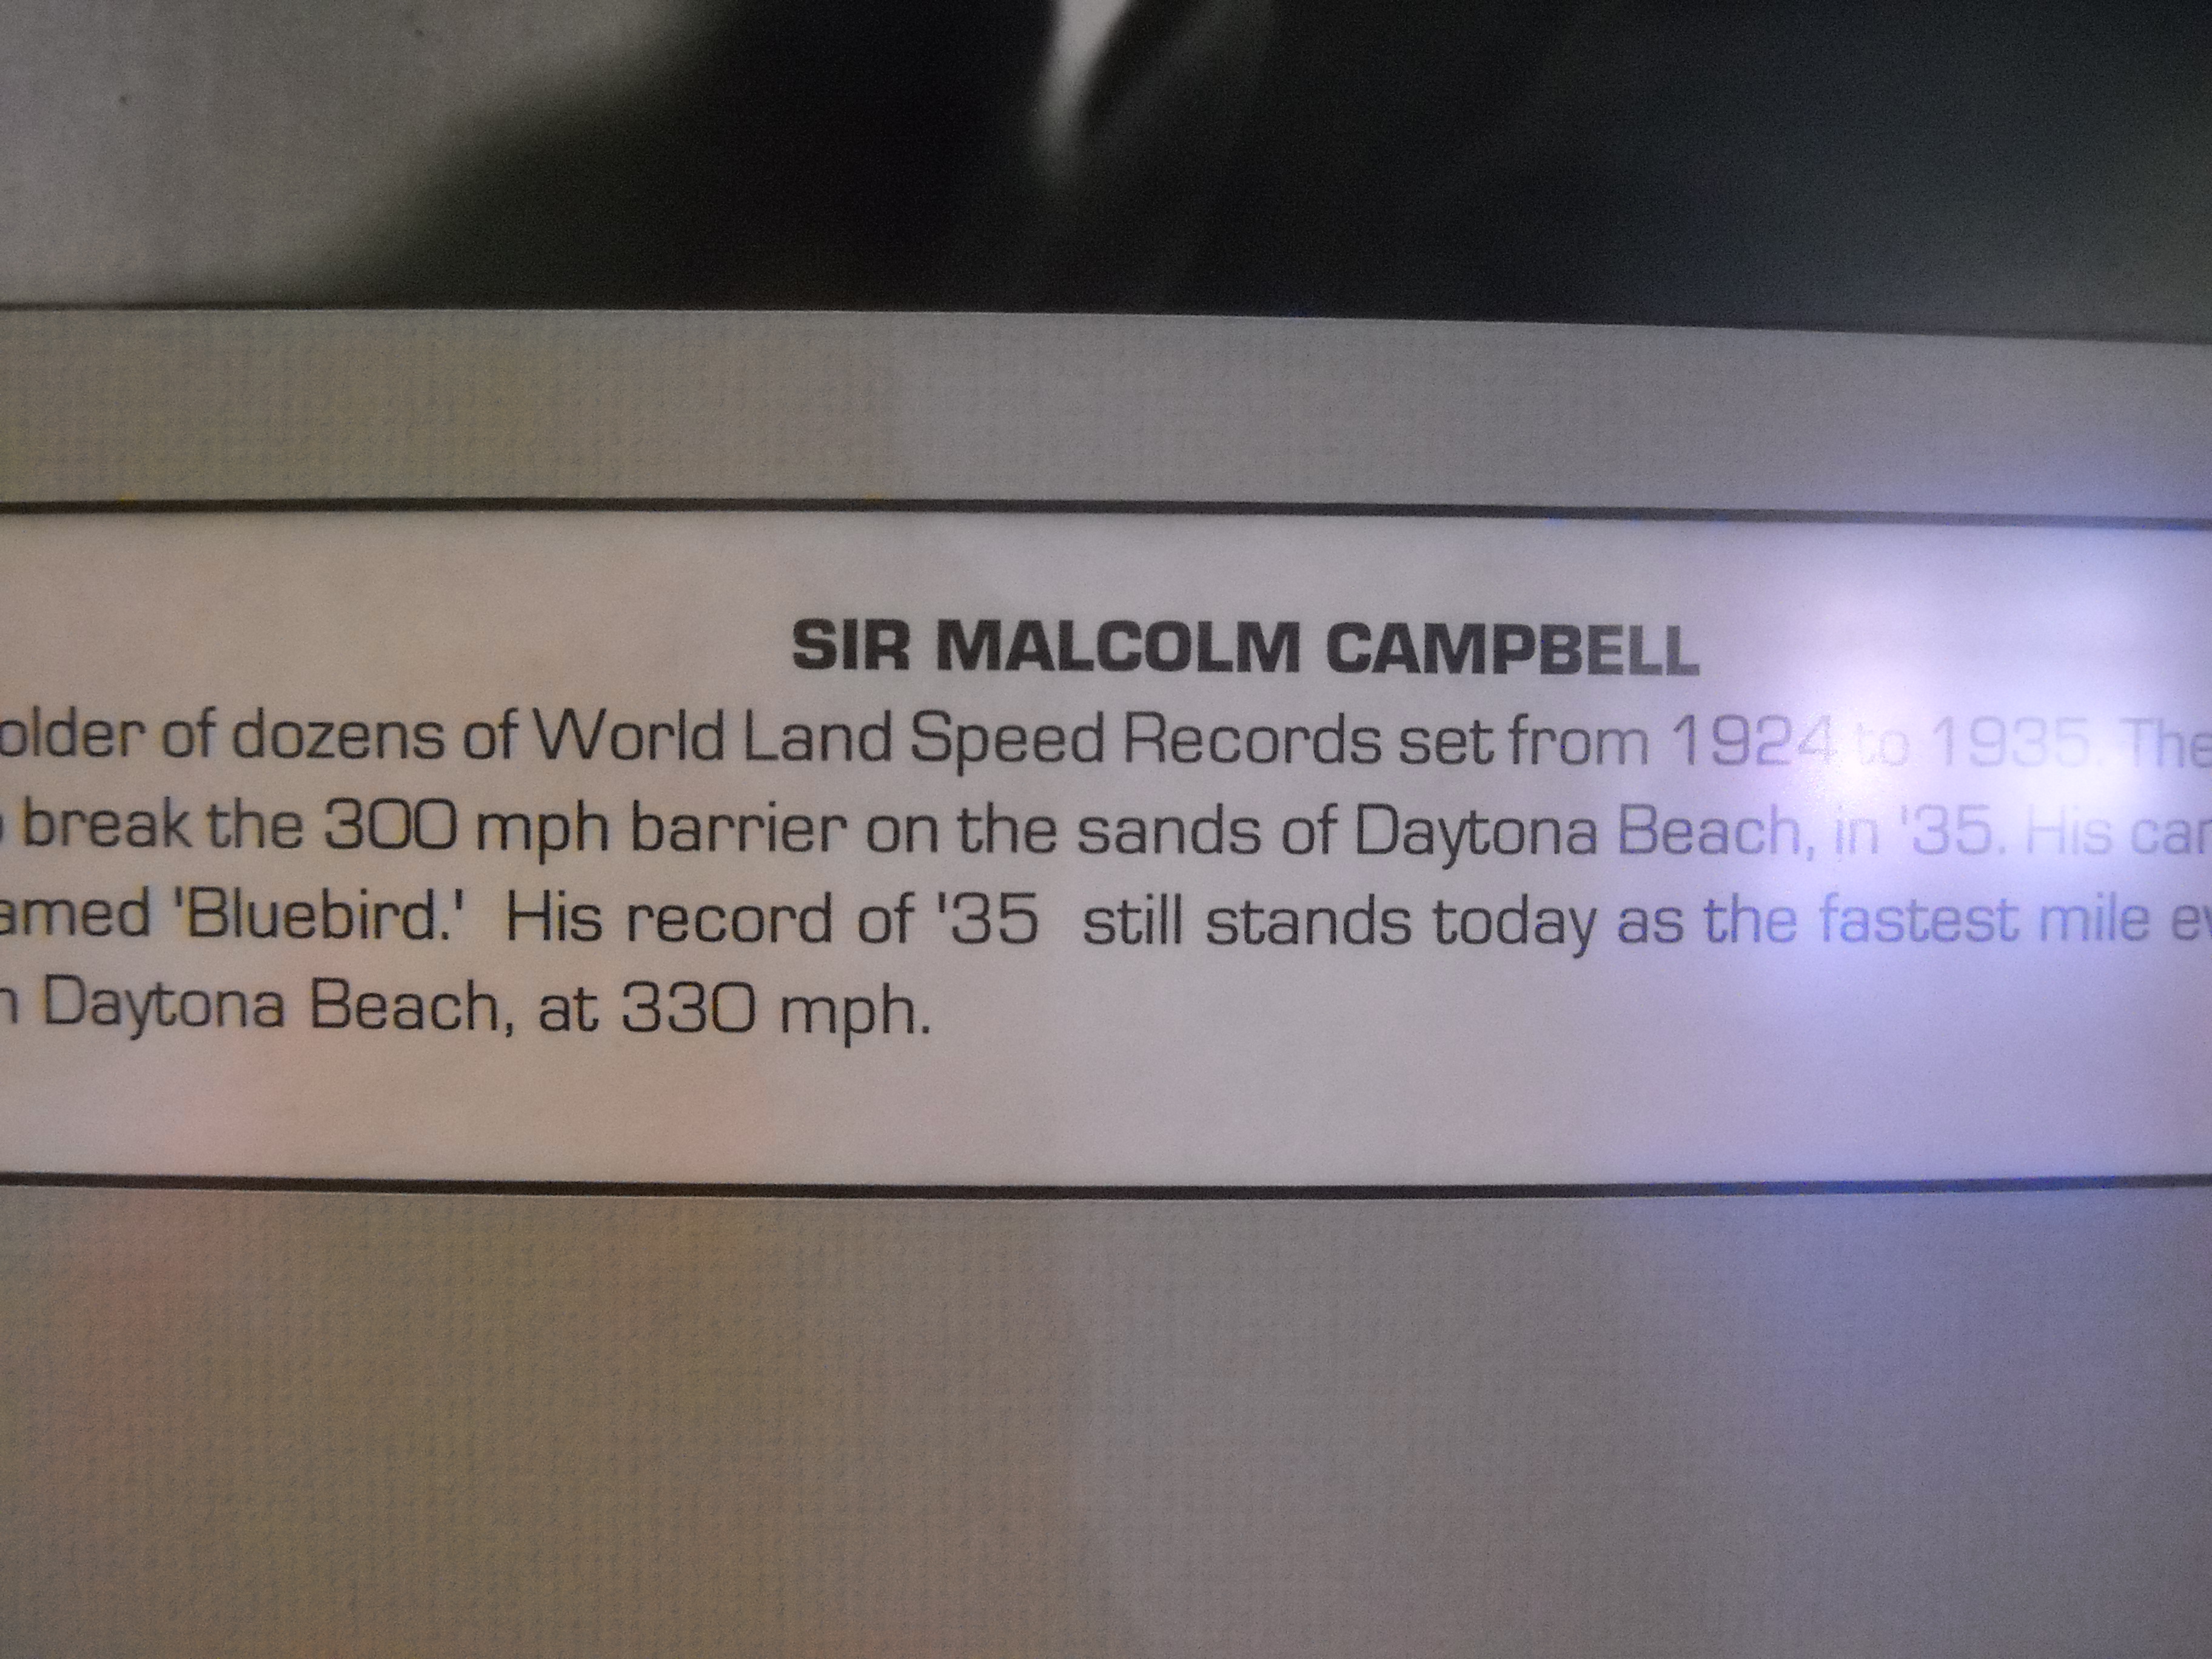 SIR MALCOLM CAMPBELL
older of dozens of World Land Speed Records set from 1924 to 1935. The
break the 300 mph barrier on the sands of Daytona Beach, in '35. His car
amed 'Bluebird.' His record of '35 still stands today as the fastest mile ev
n Daytona Beach, at 330 mph.